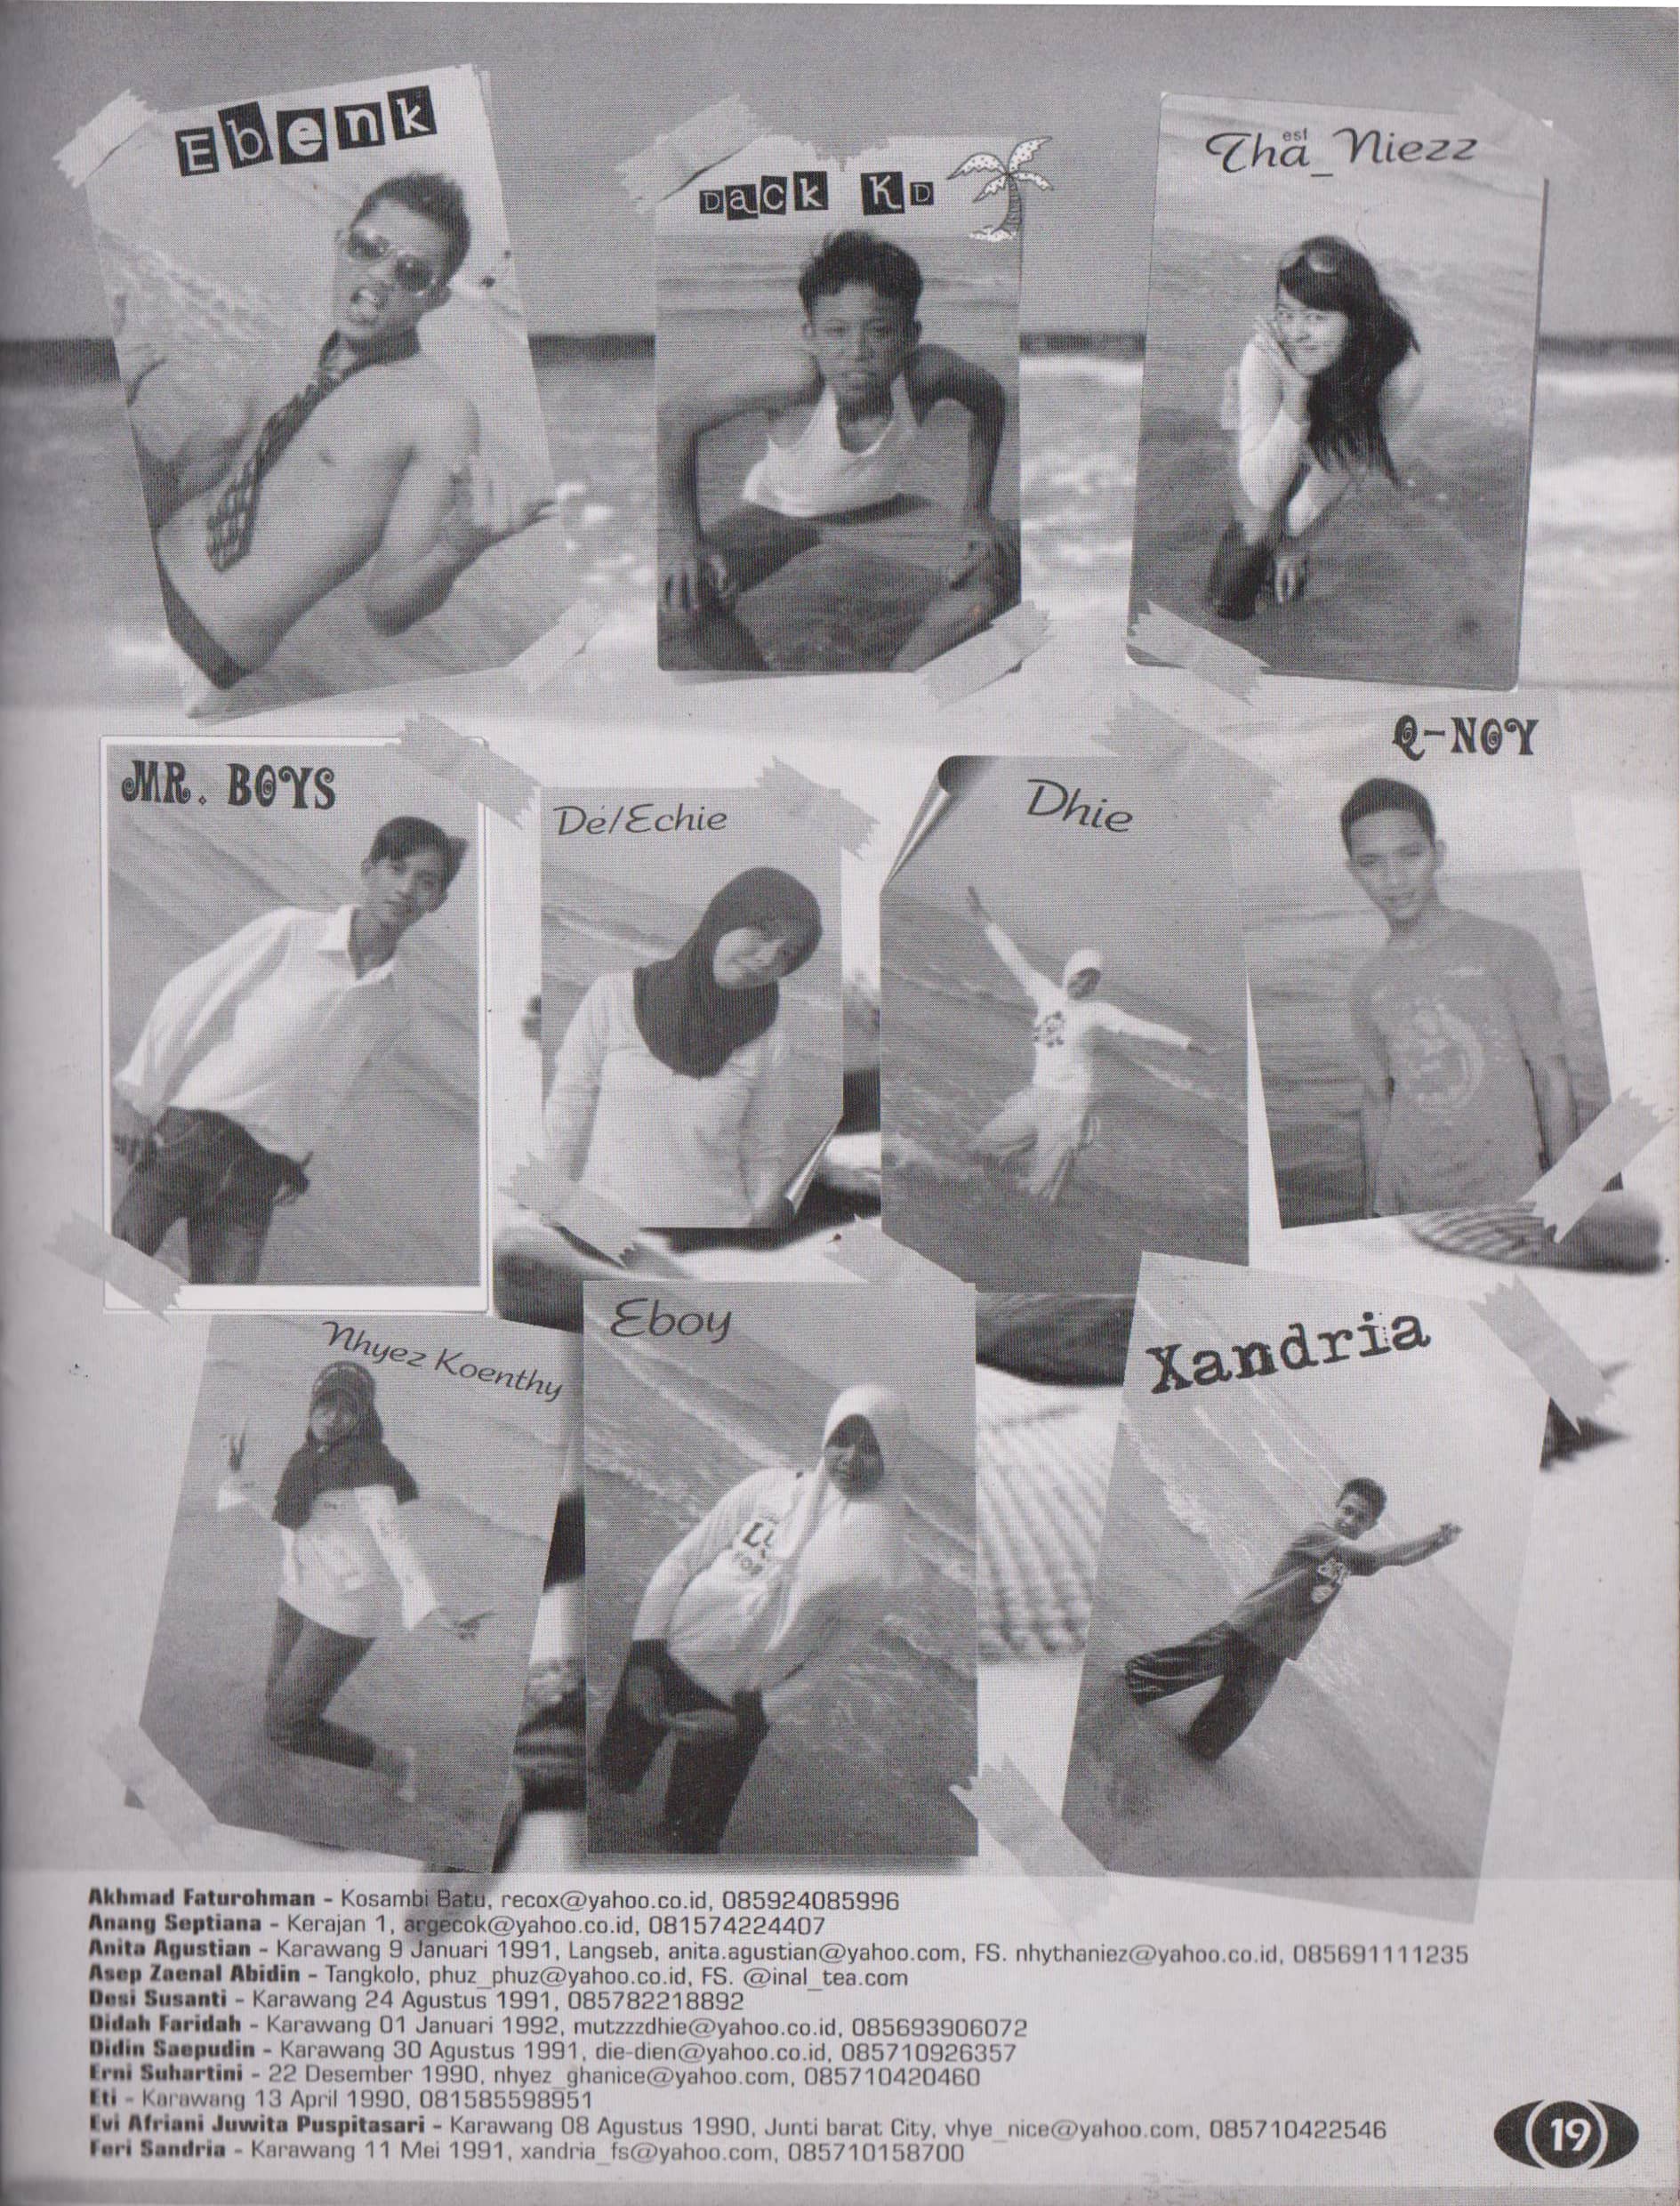 Ebenk
Dack KD
est
Tha_Niezz
MR. BOYS
Dé/Echie
Dhie
Q-NOY
Nhyez Koenthy
Eboy
Xandria
Akhmad Faturohman - Kosambi Batu, recox@yahoo.co.id, 085924085996
Anang Septiana - Kerajan 1, argecok@yahoo.co.id, 081574224407
Anita Agustian - Karawang 9 Januari 1991, Langseb, anita.agustian@yahoo.com, FS. nhythaniez@yahoo.co.id, 085691111235
Asep Zaenal Abidin - Tangkolo, phuz_phuz@yahoo.co.id, FS. @inal_tea.com
Desi Susanti - Karawang 24 Agustus 1991, 085782218892
Didah Faridah - Karawang 01 Januari 1992, mutzzzdhie@yahoo.co.id, 085693906072
Didin Saepudin - Karawang 30 Agustus 1991, die-dien@yahoo.co.id, 085710926357
Erni Suhartini - 22 Desember 1990, nhyez_ghanice@yahoo.com, 085710420460
Eti - Karawang 13 April 1990, 081585598951
Evi Afriani Juwita Puspitasari - Karawang 08 Agustus 1990, Junti barat City, vhye_nice@yahoo.com, 085710422546
Feri Sandria - Karawang 11 Mei 1991, xandria_fs@yahoo.com, 085710158700
19